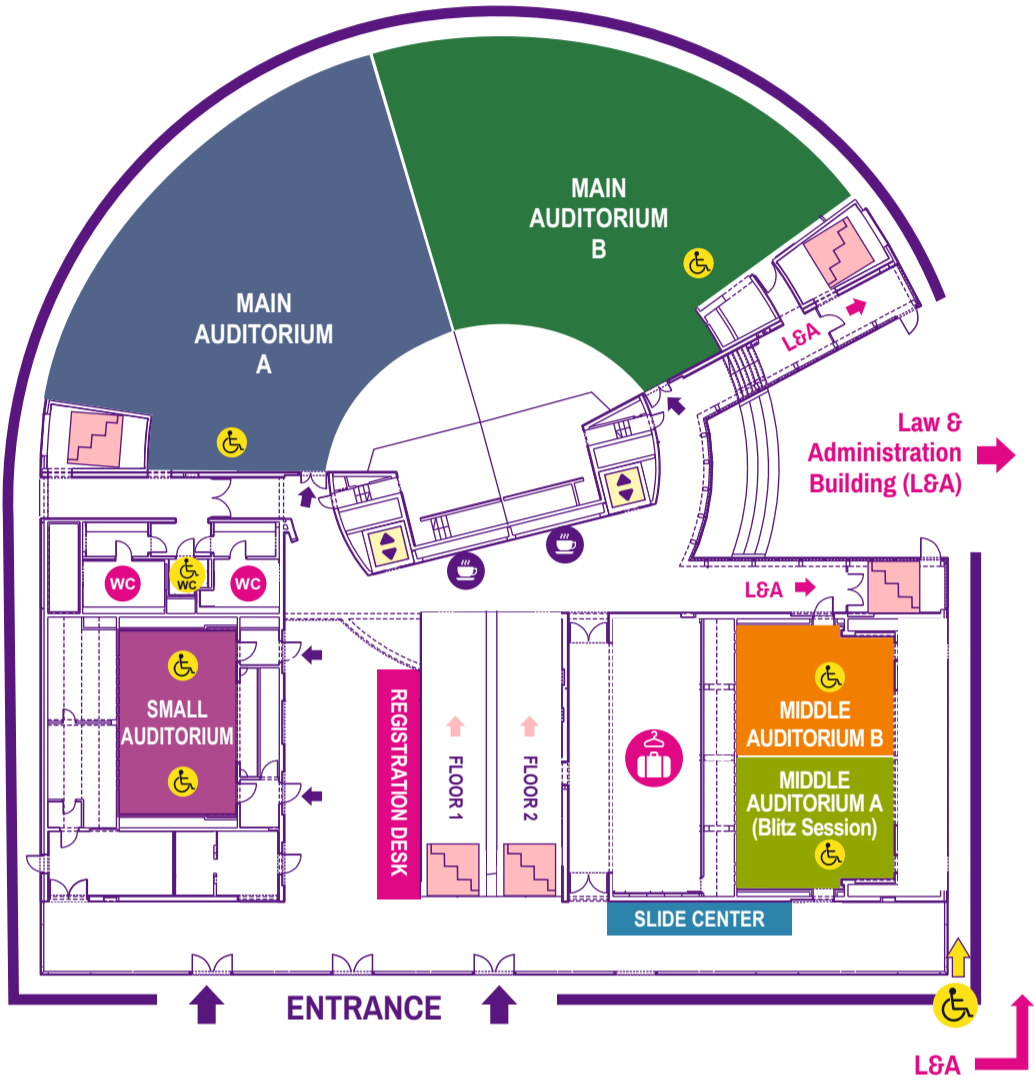 MAIN
AUDITORIUM
B
MAIN
AUDITORIUM
A
L&A
Law &
Administration
Building (L&A)
WC
WC
WC
L&A
SMALL
AUDITORIUM
REGISTRATION DESK
FLOOR 1
FLOOR 2
MIDDLE
AUDITORIUM B
MIDDLE
AUDITORIUM A
(Blitz Session)
SLIDE CENTER
ENTRANCE
L&A